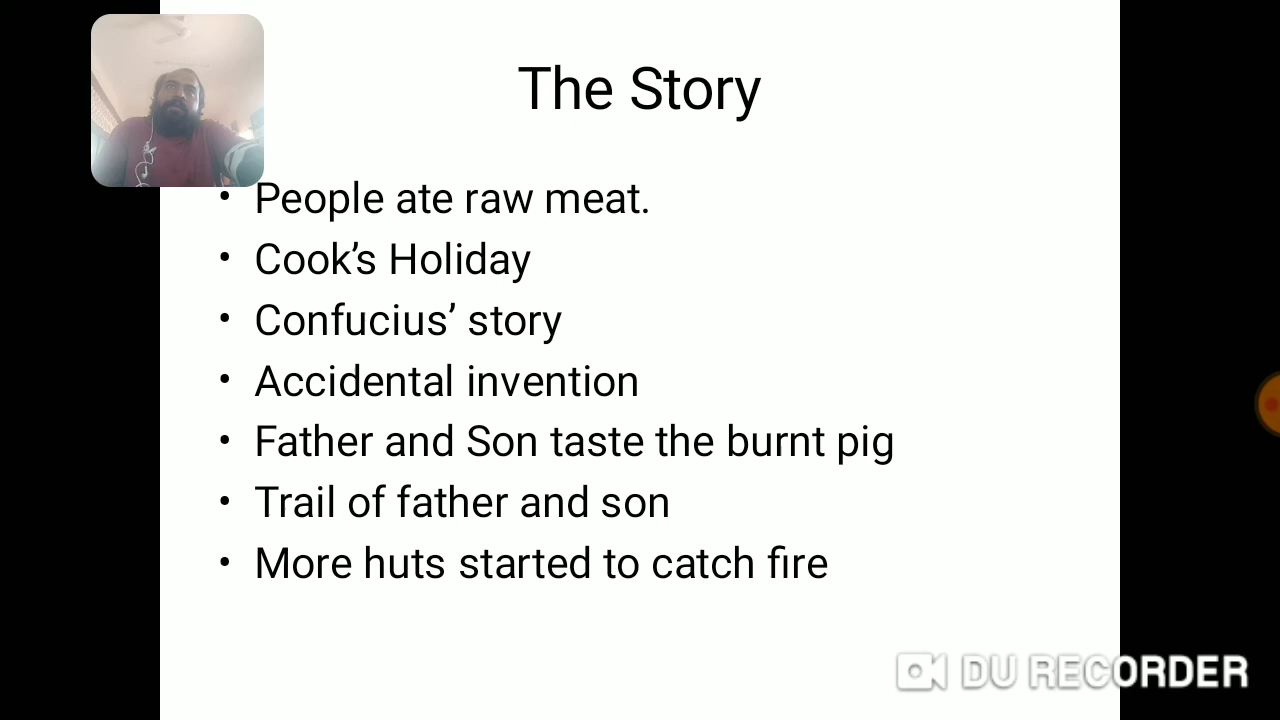 The Story
• People ate raw meat.
• Cook’s Holiday
• Confucius’ story
• Accidental invention
• Father and Son taste the burnt pig
• Trail of father and son
• More huts started to catch fire
DU RECORDER